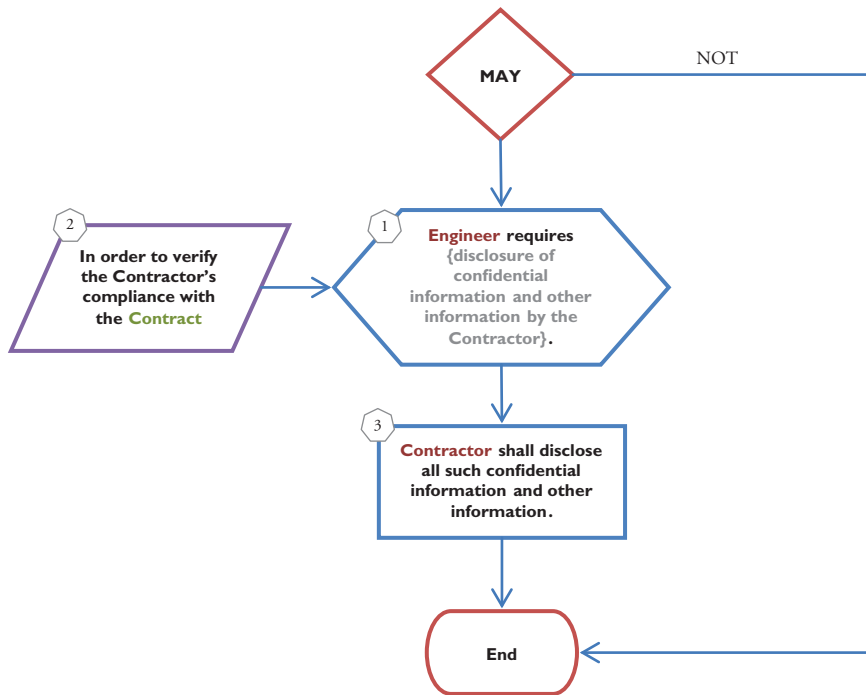 MAY
NOT
1
Engineer requires
{disclosure of
confidential
information and other
information by the
Contractor}.
2
In order to verify
the Contractor's
compliance with
the Contract
3
Contractor shall disclose
all such confidential
information and other
information.
End